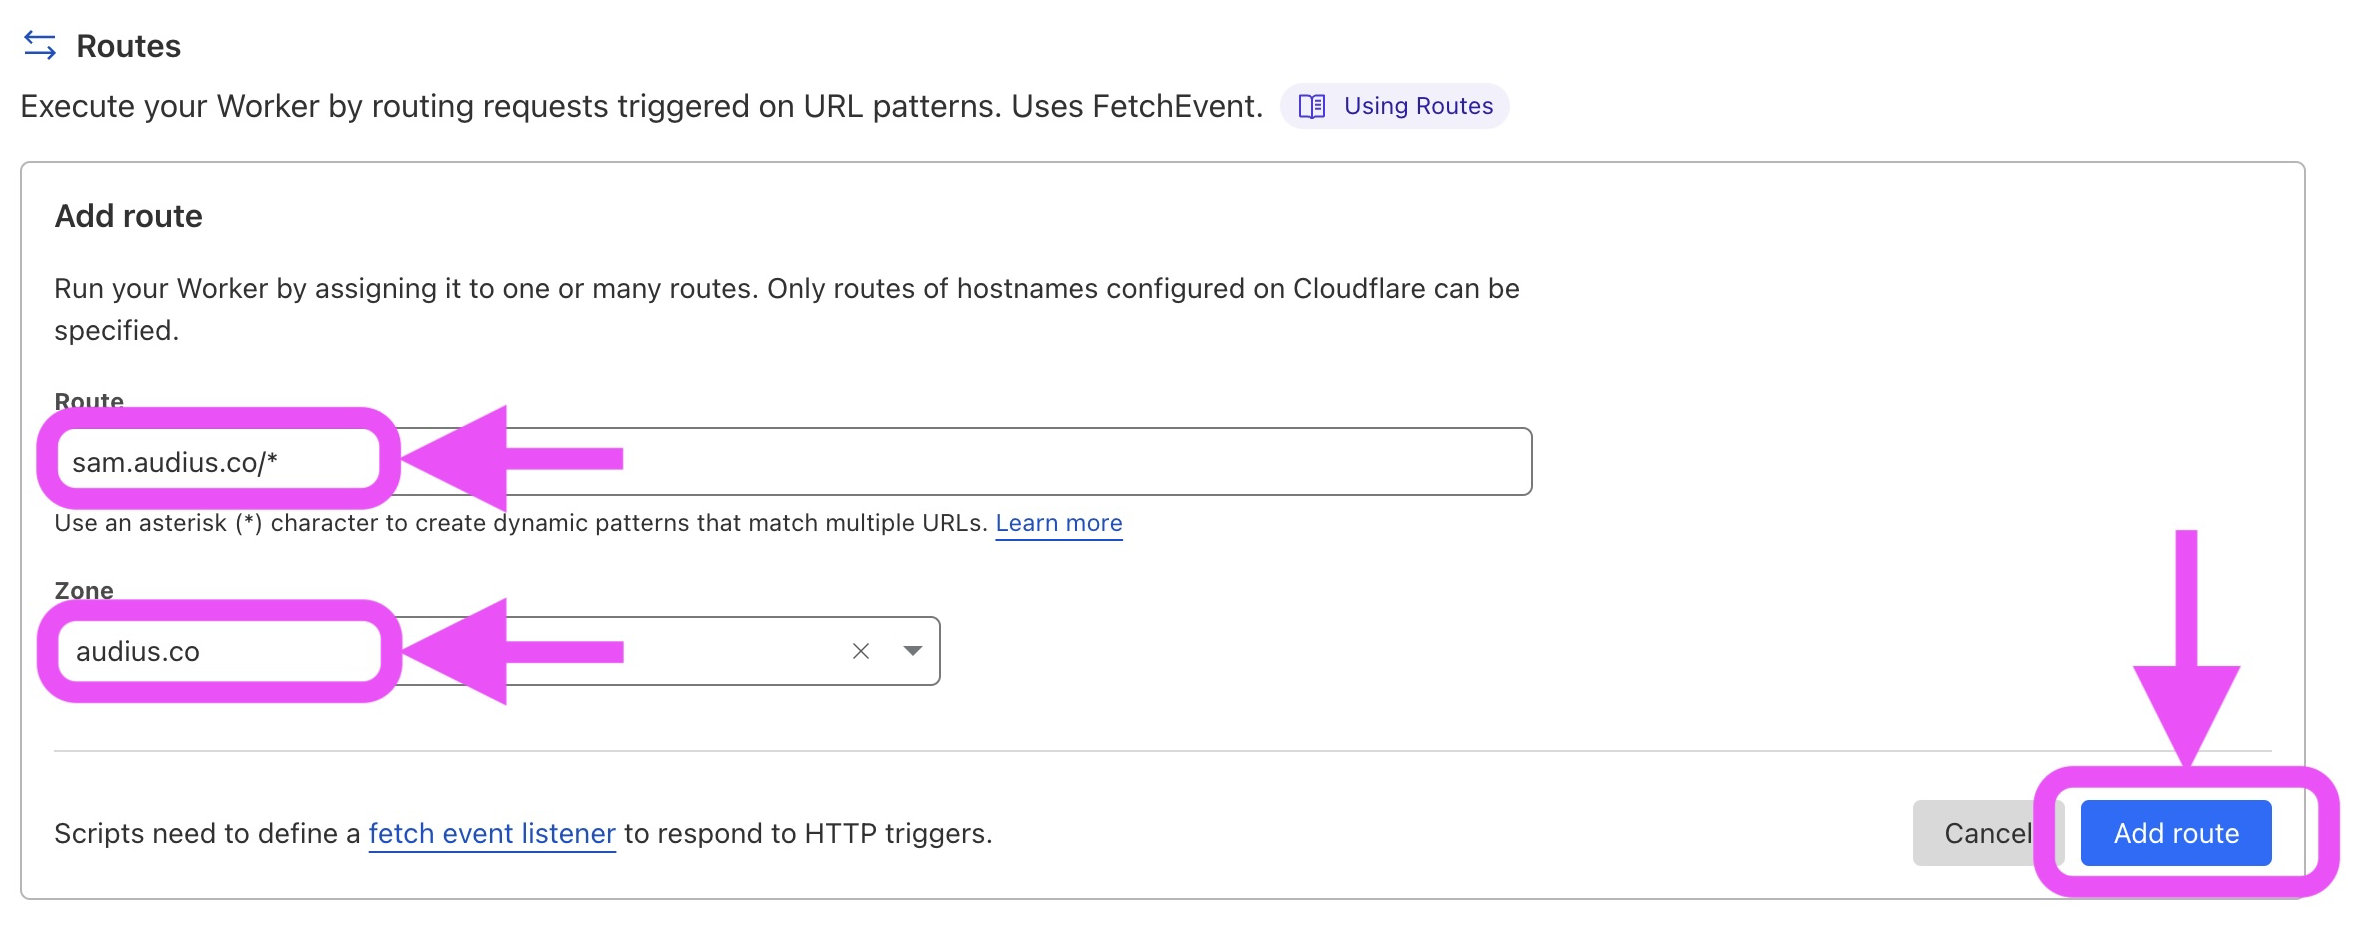 Routes
Execute your Worker by routing requests triggered on URL patterns. Uses FetchEvent. Using Routes
Add route
Run your Worker by assigning it to one or many routes. Only routes of hostnames configured on Cloudflare can be
specified.
Route
sam.audius.co/*
Use an asterisk (*) character to create dynamic patterns that match multiple URLs. Learn more
Zone
audius.co
Scripts need to define a fetch event listener to respond to HTTP triggers. Cancel Add route